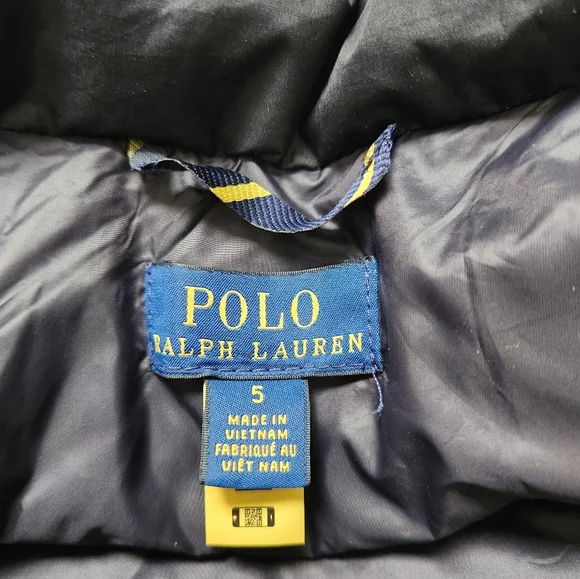 POLO
RALPH LAUREN
5
MADE IN
VIETNAM
FABRIQUÉ AU
VIÊT NAM